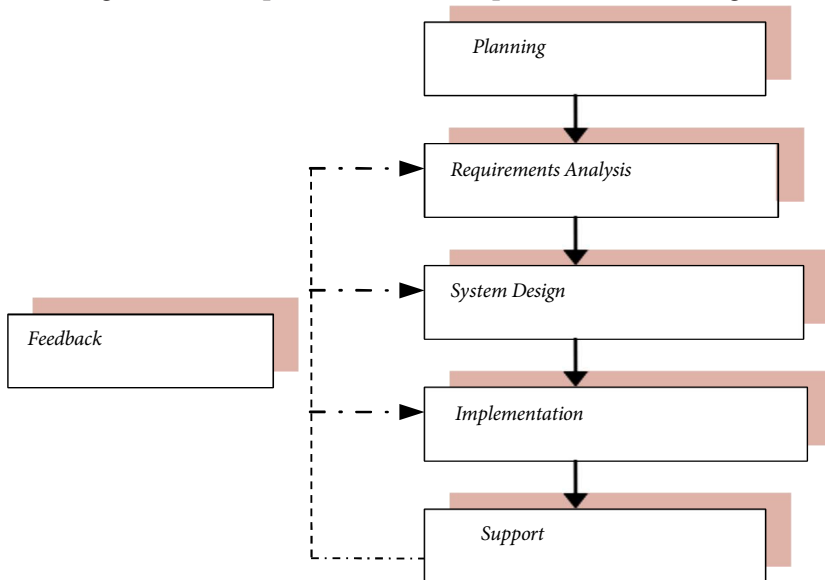 Planning
Requirements Analysis
System Design
Feedback
Implementation
Support